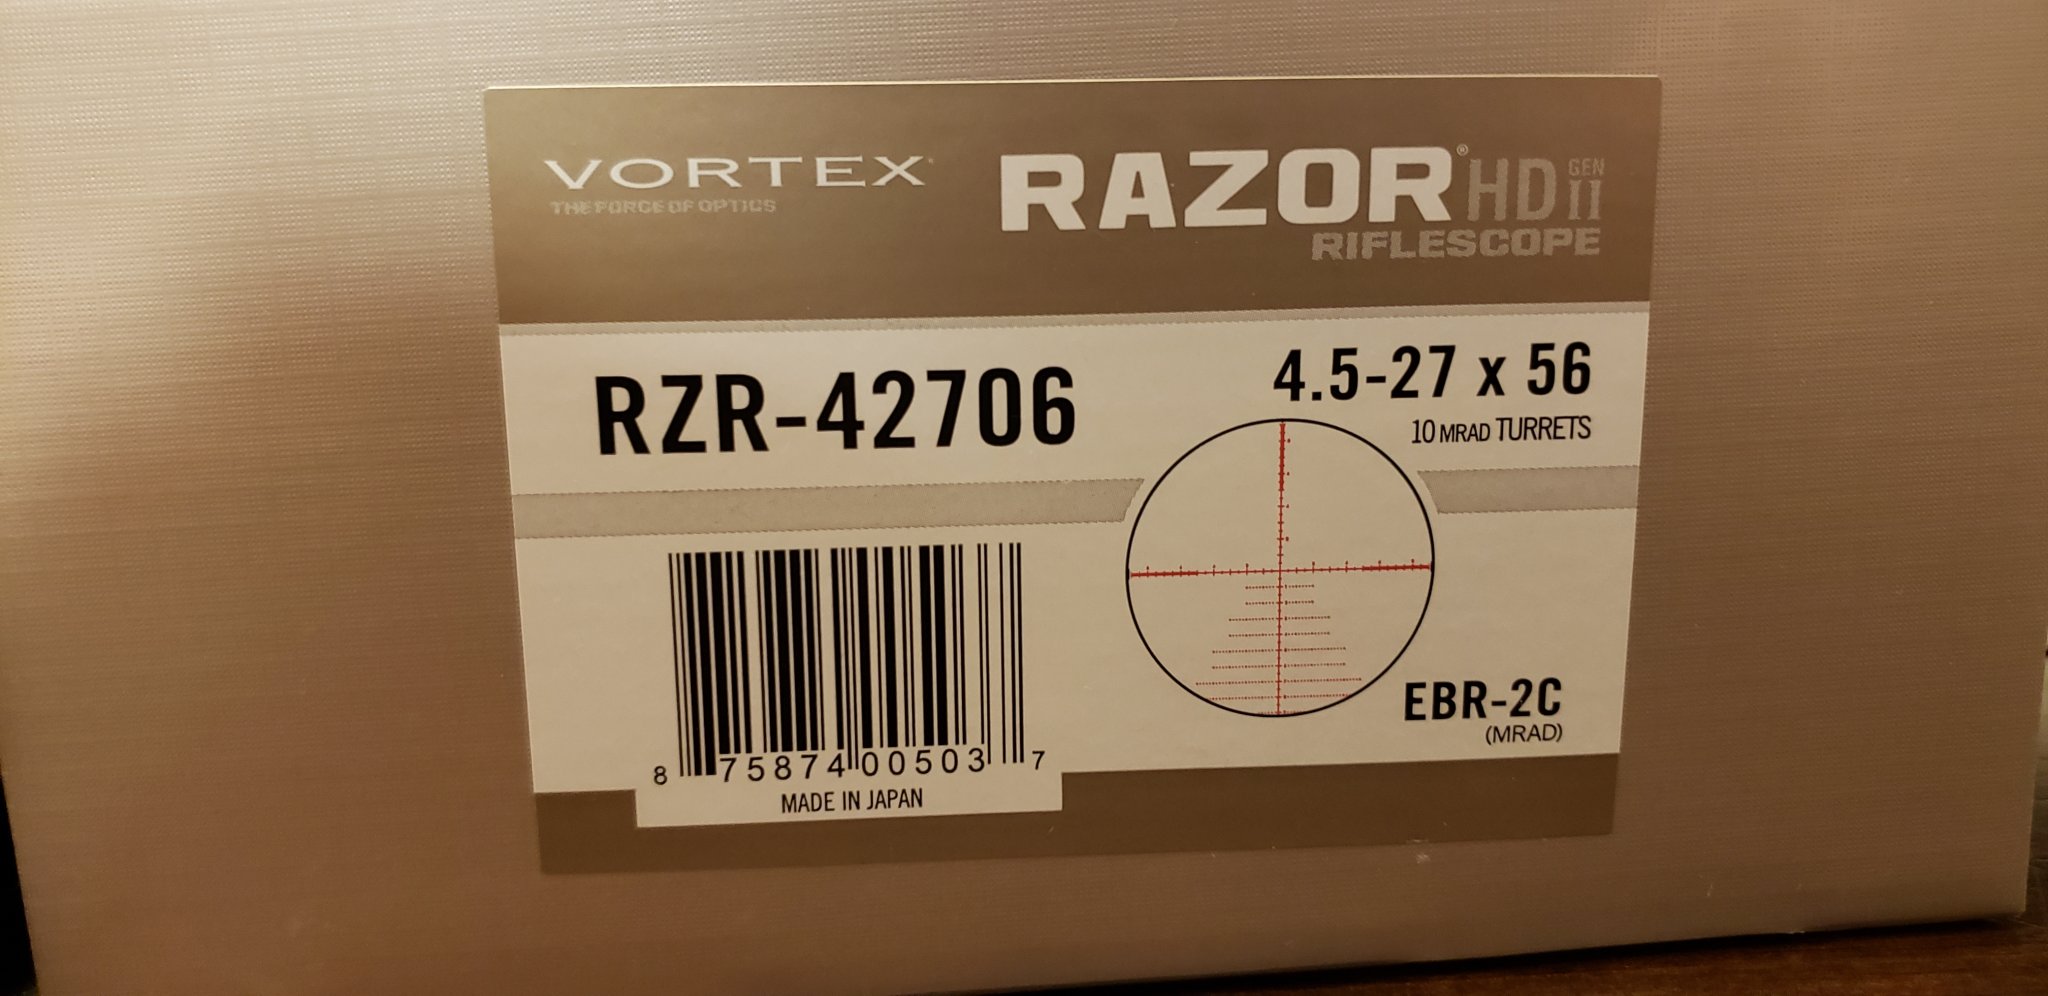 VORTEX
THE FORCE OF OPTICS
RAZOR® HD GEN II
RIFLESCOPE
RZR-42706
4.5-27 x 56
10 MRAD TURRETS
EBR-2C
(MRAD)
8 75874 00503 7
MADE IN JAPAN